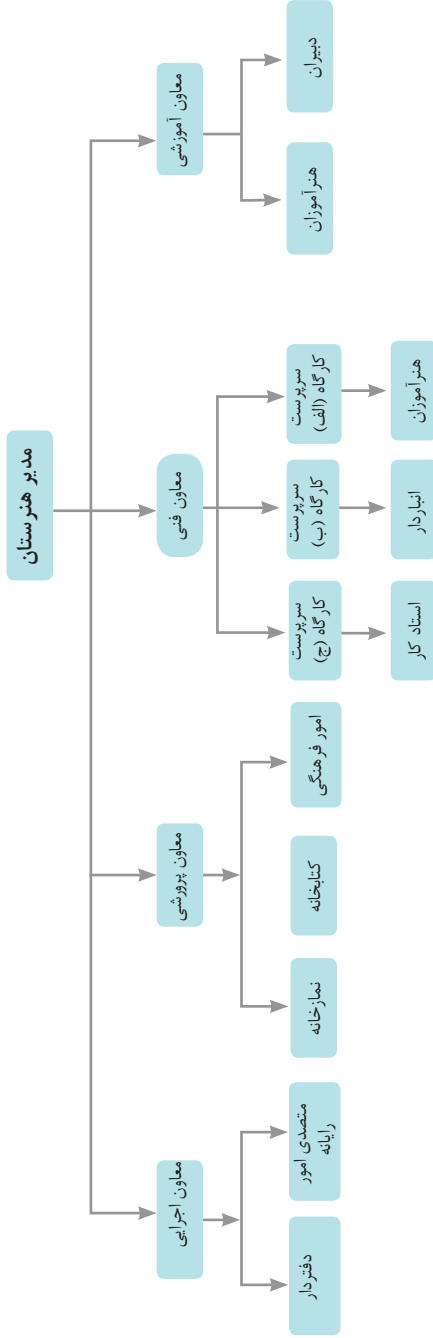 مدیر هنرستان
معاون آموزشی
معاون فنی
معاون پرورشی
معاون اجرایی
دبیران
هنرآموزان
سرپرست
کارگاه (الف)
سرپرست
کارگاه (ب)
سرپرست
کارگاه (ج)
امور فرهنگی
کتابخانه
نمازخانه
متصدی امور
رایانه
دفتردار
هنرآموزان
انباردار
استاد کار